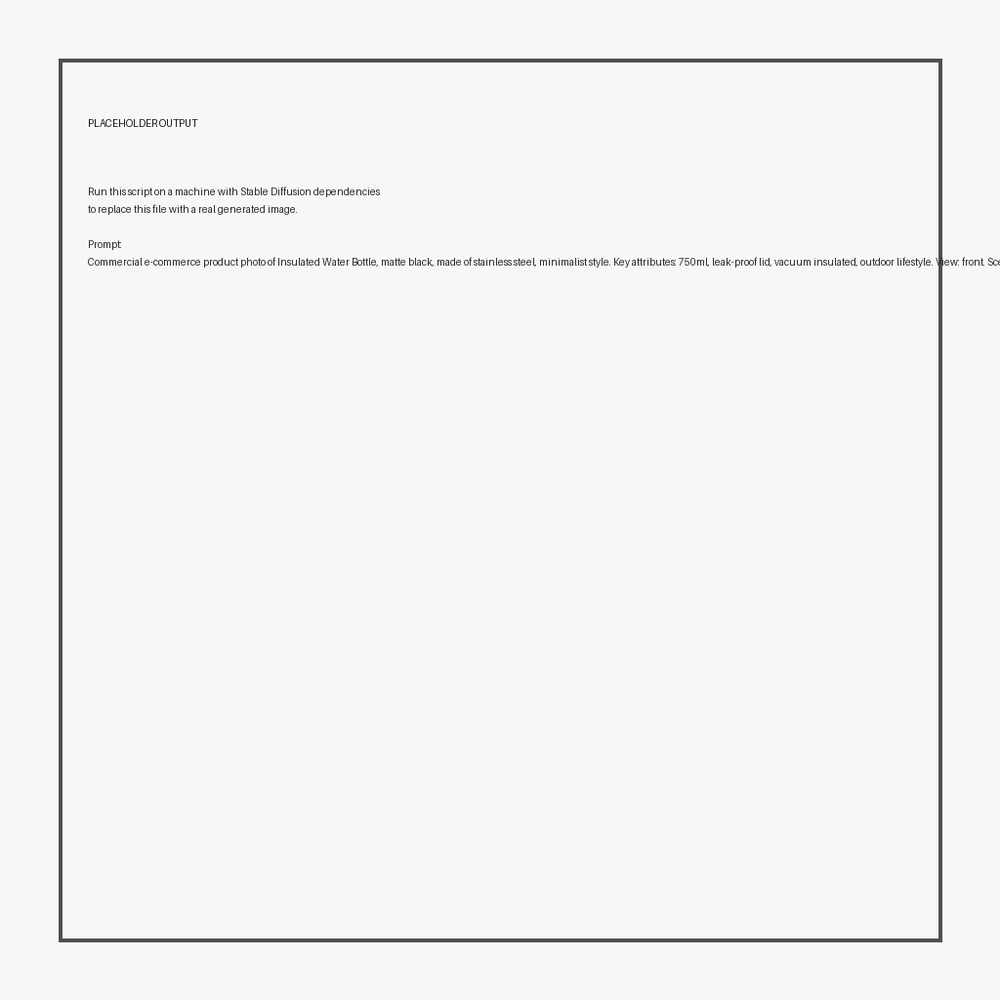 PLACEHOLDER OUTPUT
Run this script on a machine with Stable Diffusion dependencies
to replace this file with a real generated image.
Prompt:
Commercial e-commerce product photo of Insulated Water Bottle, matte black, made of stainless steel, minimalist style. Key attributes: 750ml, leak-proof lid, vacuum insulated, outdoor lifestyle. View: front.